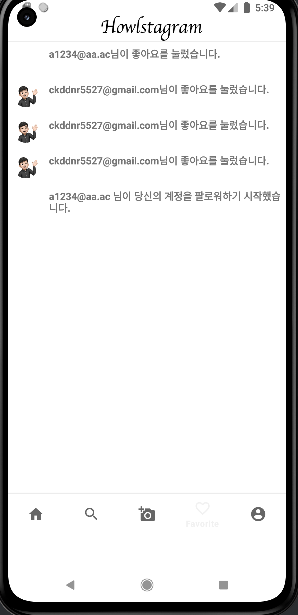 5:39
Howlstagram
a1234@aa.ac님이 좋아요를 눌렀습니다.
ckddnr5527@gmail.com님이 좋아요를 눌렀습니다.
ckddnr5527@gmail.com님이 좋아요를 눌렀습니다.
ckddnr5527@gmail.com님이 좋아요를 눌렀습니다.
a1234@aa.ac 님이 당신의 계정을 팔로워하기 시작했습
니다.
Favorite